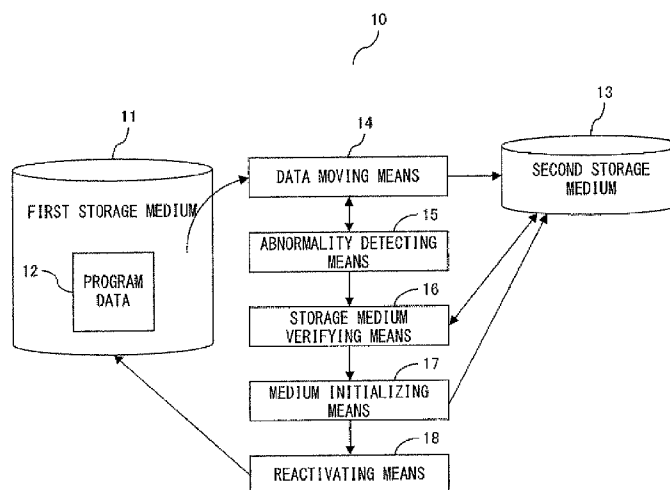 10
11
FIRST STORAGE MEDIUM
12
PROGRAM
DATA
14
DATA MOVING MEANS
15
ABNORMALITY DETECTING
MEANS
16
STORAGE MEDIUM
VERIFYING MEANS
17
MEDIUM INITIALIZING
MEANS
18
REACTIVATING MEANS
13
SECOND STORAGE
MEDIUM